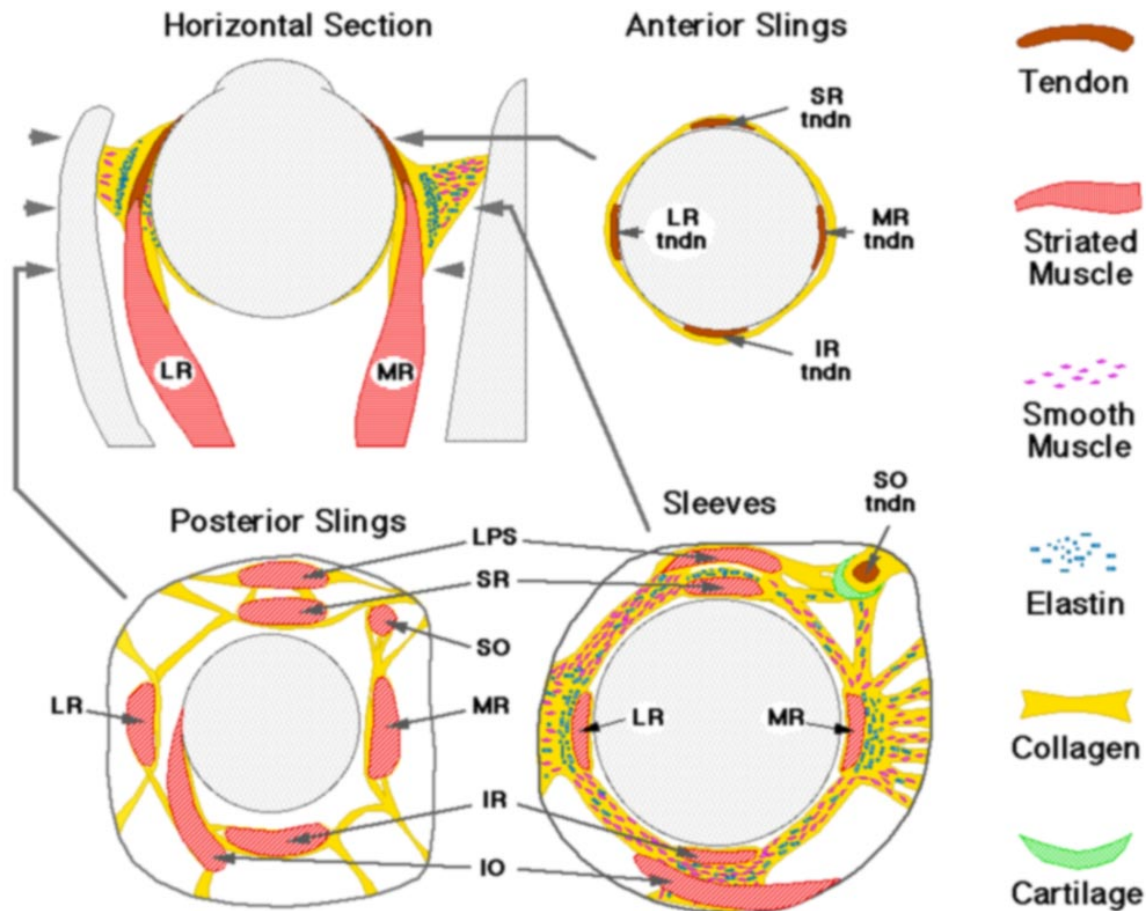 Horizontal Section
Anterior Slings
Tendon
SR
tndn
LR
tndn
MR
tndn
IR
tndn
Striated
Muscle
LR
MR
Smooth
Muscle
Posterior Slings
Sleeves
SO
tndn
LPS
SR
SO
Elastin
LR
MR
LR
MR
Collagen
IR
IO
Cartilage